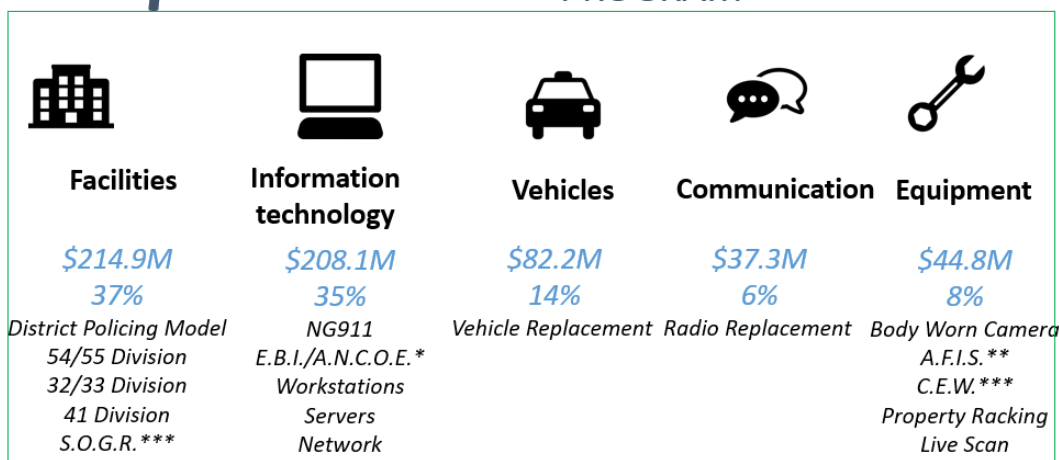 Facilities
$214.9M
37%
District Policing Model
54/55 Division
32/33 Division
41 Division
S.O.G.R.***
Information
technology
$208.1M
35%
NG911
E.B.I./A.N.C.O.E.*
Workstations
Servers
Network
Vehicles
$82.2M
14%
Vehicle Replacement
Communication
$37.3M
6%
Radio Replacement
Equipment
$44.8M
8%
Body Worn Camera
A.F.I.S.**
C.E.W.***
Property Racking
Live Scan